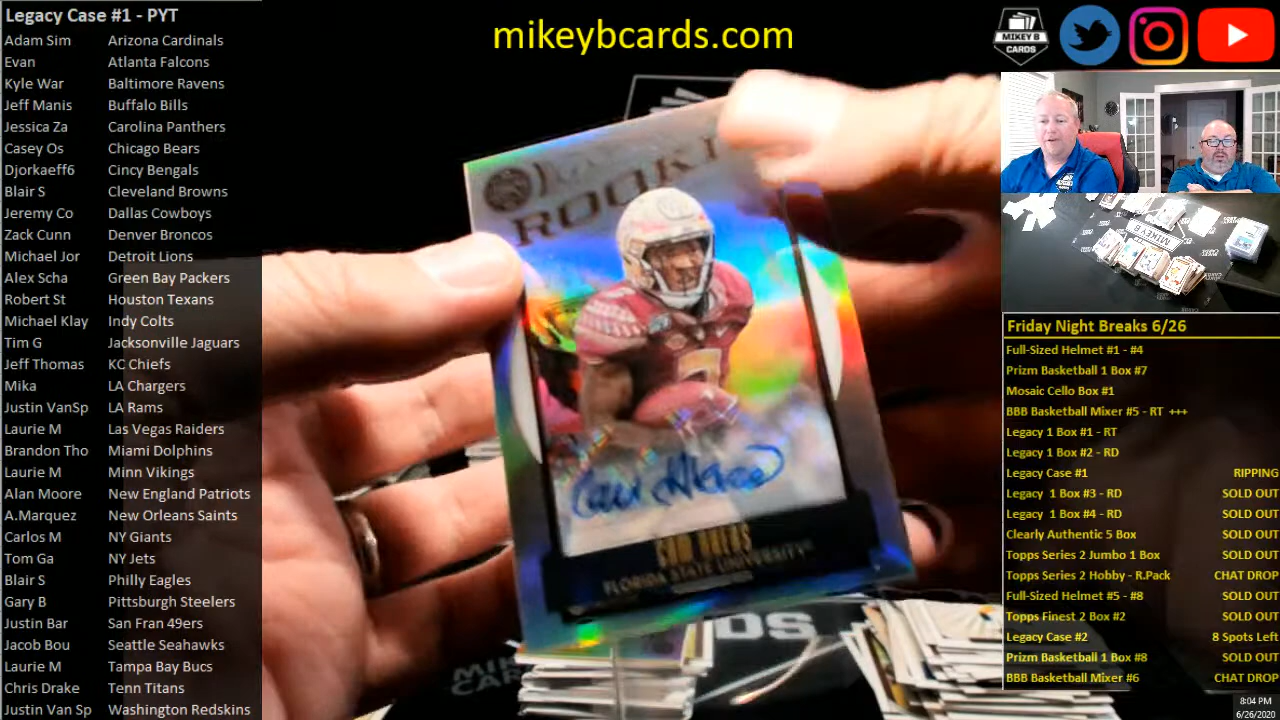 Legacy Case #1 - PYT
Adam Sim Arizona Cardinals
Evan Atlanta Falcons
Kyle War Baltimore Ravens
Jeff Manis Buffalo Bills
Jessica Za Carolina Panthers
Casey Os Chicago Bears
Djorkaeff6 Cincy Bengals
Blair S Cleveland Browns
Jeremy Co Dallas Cowboys
Zack Cunn Denver Broncos
Michael Jor Detroit Lions
Alex Scha Green Bay Packers
Robert St Houston Texans
Michael Klay Indy Colts
Tim G Jacksonville Jaguars
Jeff Thomas KC Chiefs
Mika LA Chargers
Justin VanSp LA Rams
Laurie M Las Vegas Raiders
Brandon Tho Miami Dolphins
Laurie M Minn Vikings
Alan Moore New England Patriots
A.Marquez New Orleans Saints
Carlos M NY Giants
Tom Ga NY Jets
Blair S Philly Eagles
Gary B Pittsburgh Steelers
Justin Bar San Fran 49ers
Jacob Bou Seattle Seahawks
Laurie M Tampa Bay Bucs
Chris Drake Tenn Titans
Justin Van Sp Washington Redskins
mikeybcards.com
MIKEY B
CARDS
FLORIDA STATE UNIVERSITY
MIKEY B
Friday Night Breaks 6/26
Full-Sized Helmet #1 - #4
Prizm Basketball 1 Box #7
Mosaic Cello Box #1
BBB Basketball Mixer #5 - RT +++
Legacy 1 Box #1 - RT
Legacy 1 Box #2 - RD
Legacy Case #1 RIPPING
Legacy 1 Box #3 - RD SOLD OUT
Legacy 1 Box #4 - RD SOLD OUT
Clearly Authentic 5 Box SOLD OUT
Topps Series 2 Jumbo 1 Box SOLD OUT
Topps Series 2 Hobby - R.Pack CHAT DROP
Full-Sized Helmet #5 - #8 SOLD OUT
Topps Finest 2 Box #2 SOLD OUT
Legacy Case #2 8 Spots Left
Prizm Basketball 1 Box #8 SOLD OUT
BBB Basketball Mixer #6 CHAT DROP
8:04 PM
6/26/2020